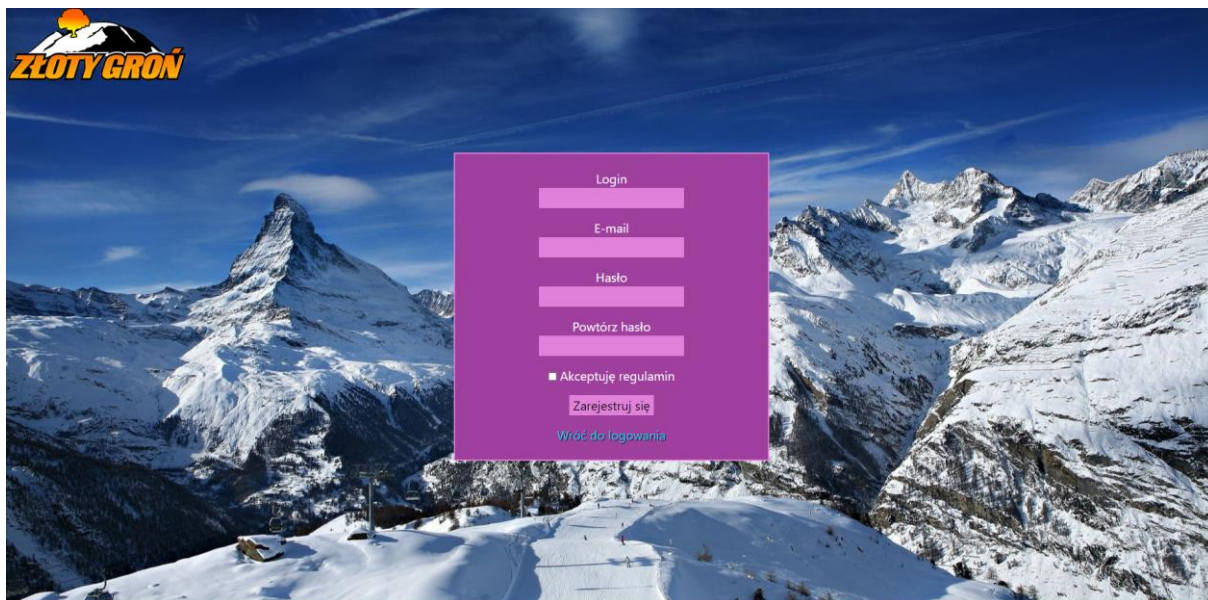 ZŁOTY GROŃ
Login
E-mail
Hasło
Powtórz hasło
Akceptuję regulamin
Zarejestruj się
Wróć do logowania